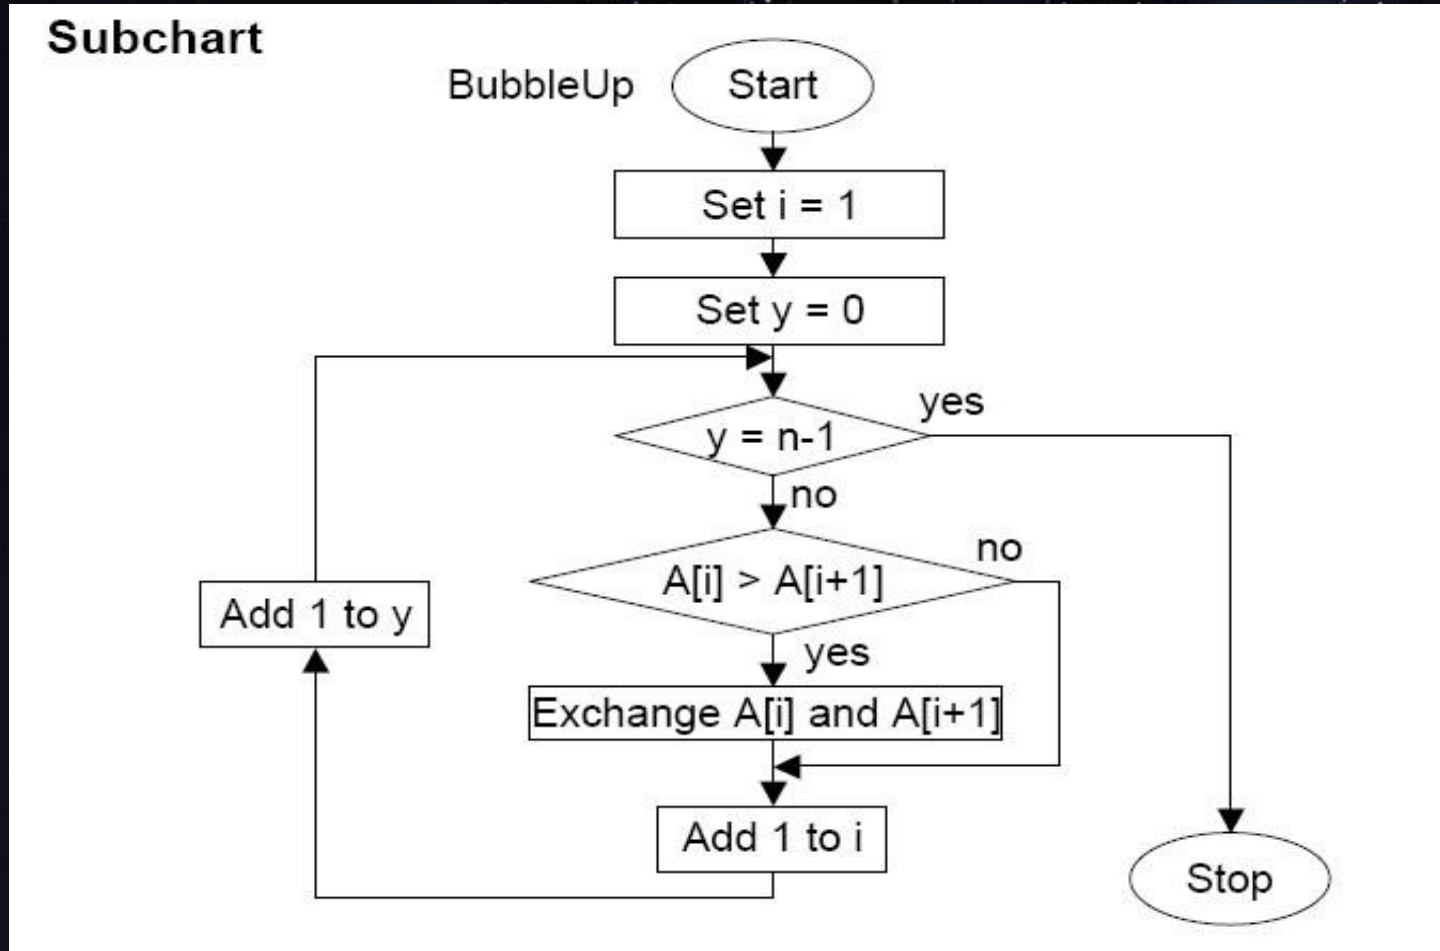 Subchart
BubbleUp
Start
Set i = 1
Set y = 0
y = n-1
yes
no
A[i] > A[i+1]
no
yes
Exchange A[i] and A[i+1]
Add 1 to i
Add 1 to y
Stop